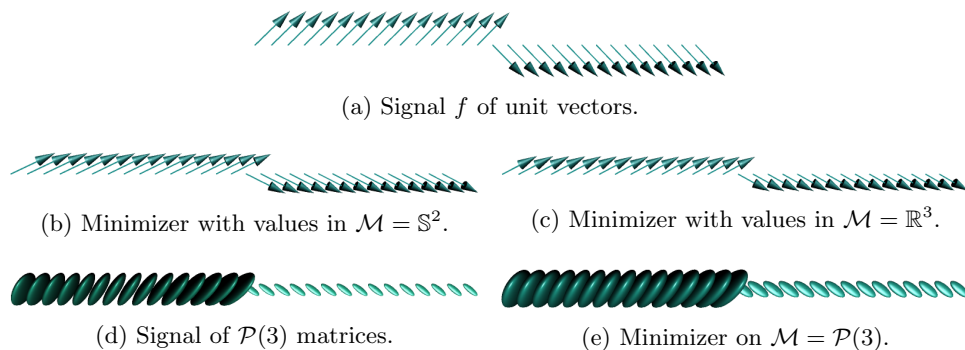 (a) Signal f of unit vectors.
(b) Minimizer with values in ℳ = 𝕊².
(c) Minimizer with values in ℳ = ℝ³.
(d) Signal of 𝒫(3) matrices.
(e) Minimizer on ℳ = 𝒫(3).